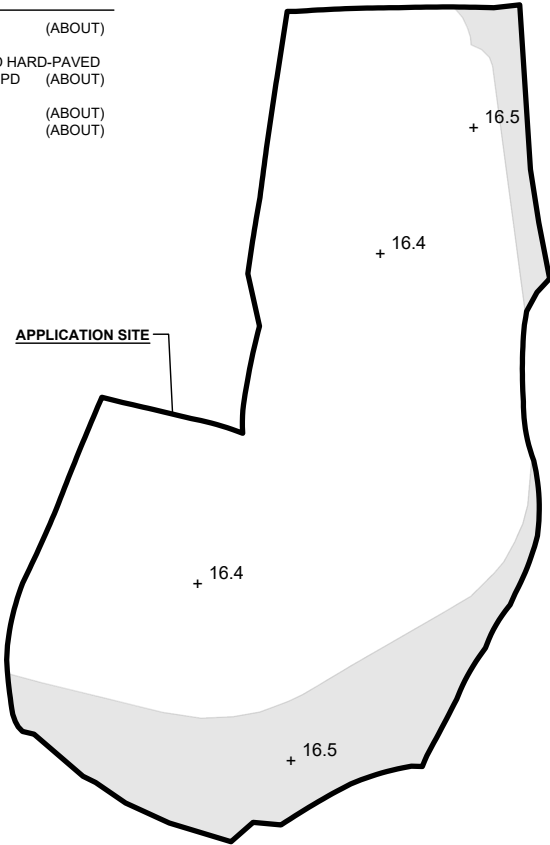 (ABOUT)
HARD-PAVED
PD (ABOUT)
(ABOUT)
(ABOUT)
16.5
16.4
APPLICATION SITE
16.4
16.5